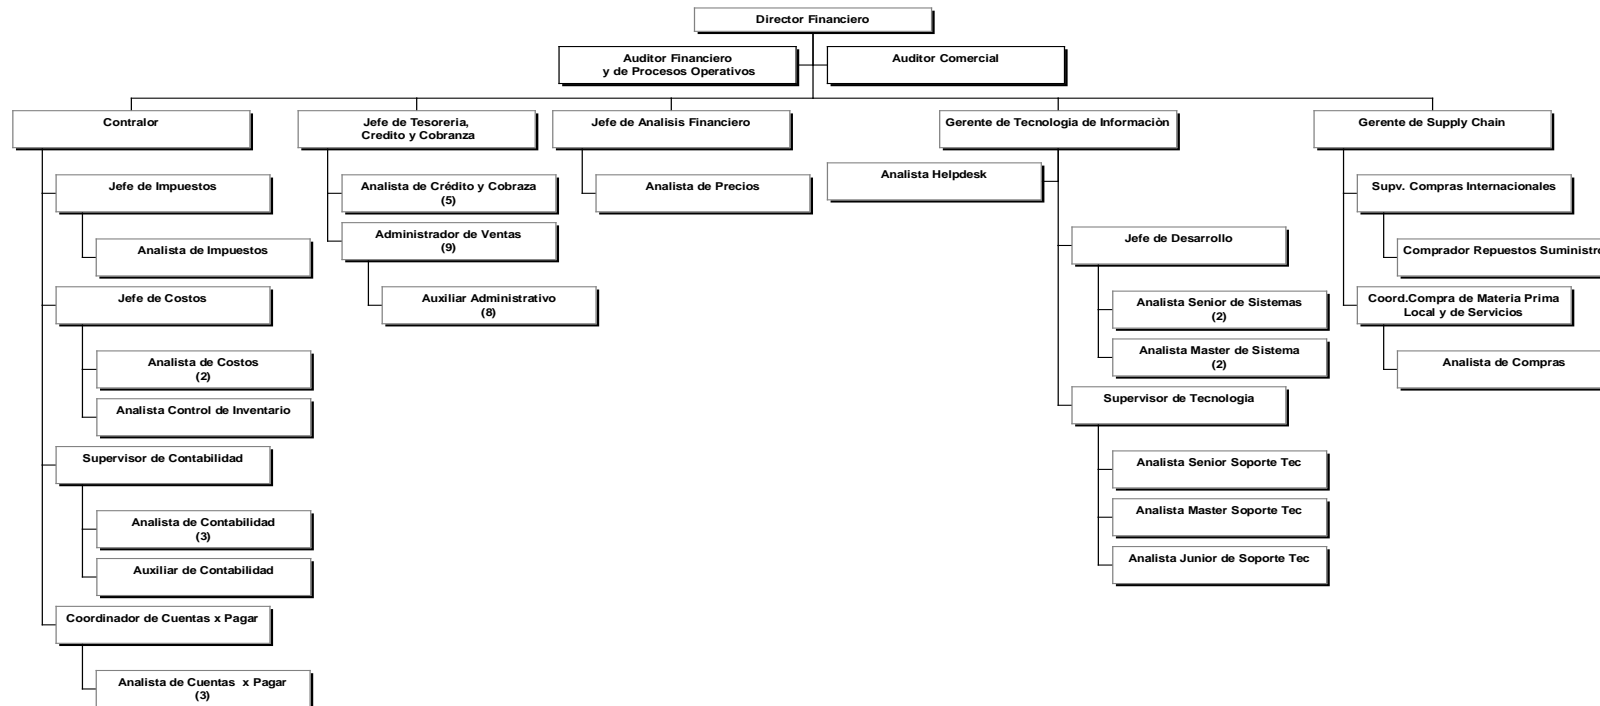 Director Financiero
Auditor Financiero
y de Procesos Operativos
Auditor Comercial
Contralor
Jefe de Impuestos
Analista de Impuestos
Jefe de Costos
Analista de Costos
(2)
Analista Control de Inventario
Supervisor de Contabilidad
Analista de Contabilidad
(3)
Auxiliar de Contabilidad
Coordinador de Cuentas x Pagar
Analista de Cuentas x Pagar
(3)
Jefe de Tesoreria,
Credito y Cobranza
Analista de Crédito y Cobraza
(5)
Administrador de Ventas
(9)
Auxiliar Administrativo
(8)
Jefe de Analisis Financiero
Analista de Precios
Gerente de Tecnologia de Informaciòn
Analista Helpdesk
Jefe de Desarrollo
Analista Senior de Sistemas
(2)
Analista Master de Sistema
(2)
Supervisor de Tecnologia
Analista Senior Soporte Tec
Analista Master Soporte Tec
Analista Junior de Soporte Tec
Gerente de Supply Chain
Supv. Compras Internacionales
Comprador Repuestos Suministro
Coord.Compra de Materia Prima
Local y de Servicios
Analista de Compras